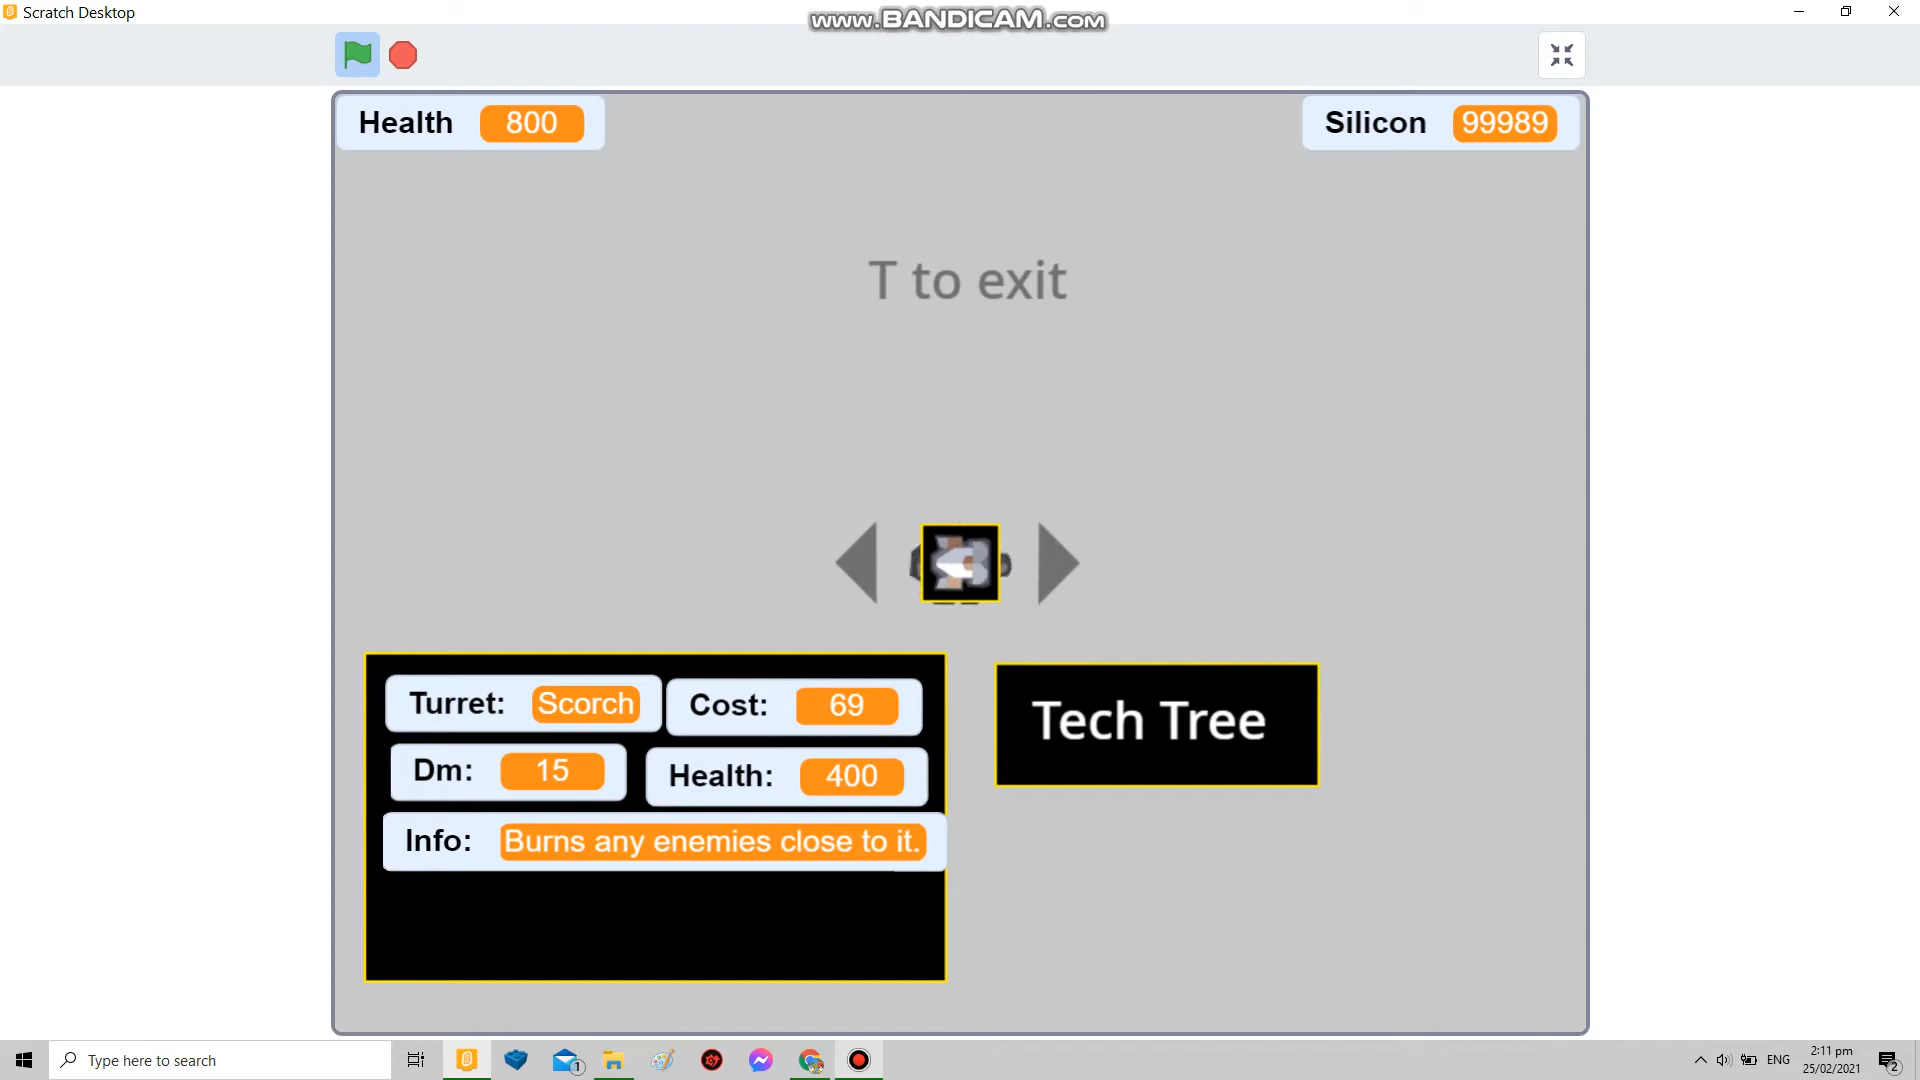 Scratch Desktop
www.BANDICAM.com
Health 800
Silicon 99989
T to exit
Turret: Scorch
Cost: 69
Dm: 15
Health: 400
Info: Burns any enemies close to it.
Tech Tree
Type here to search
1
ENG
2:11 pm
25/02/2021
2